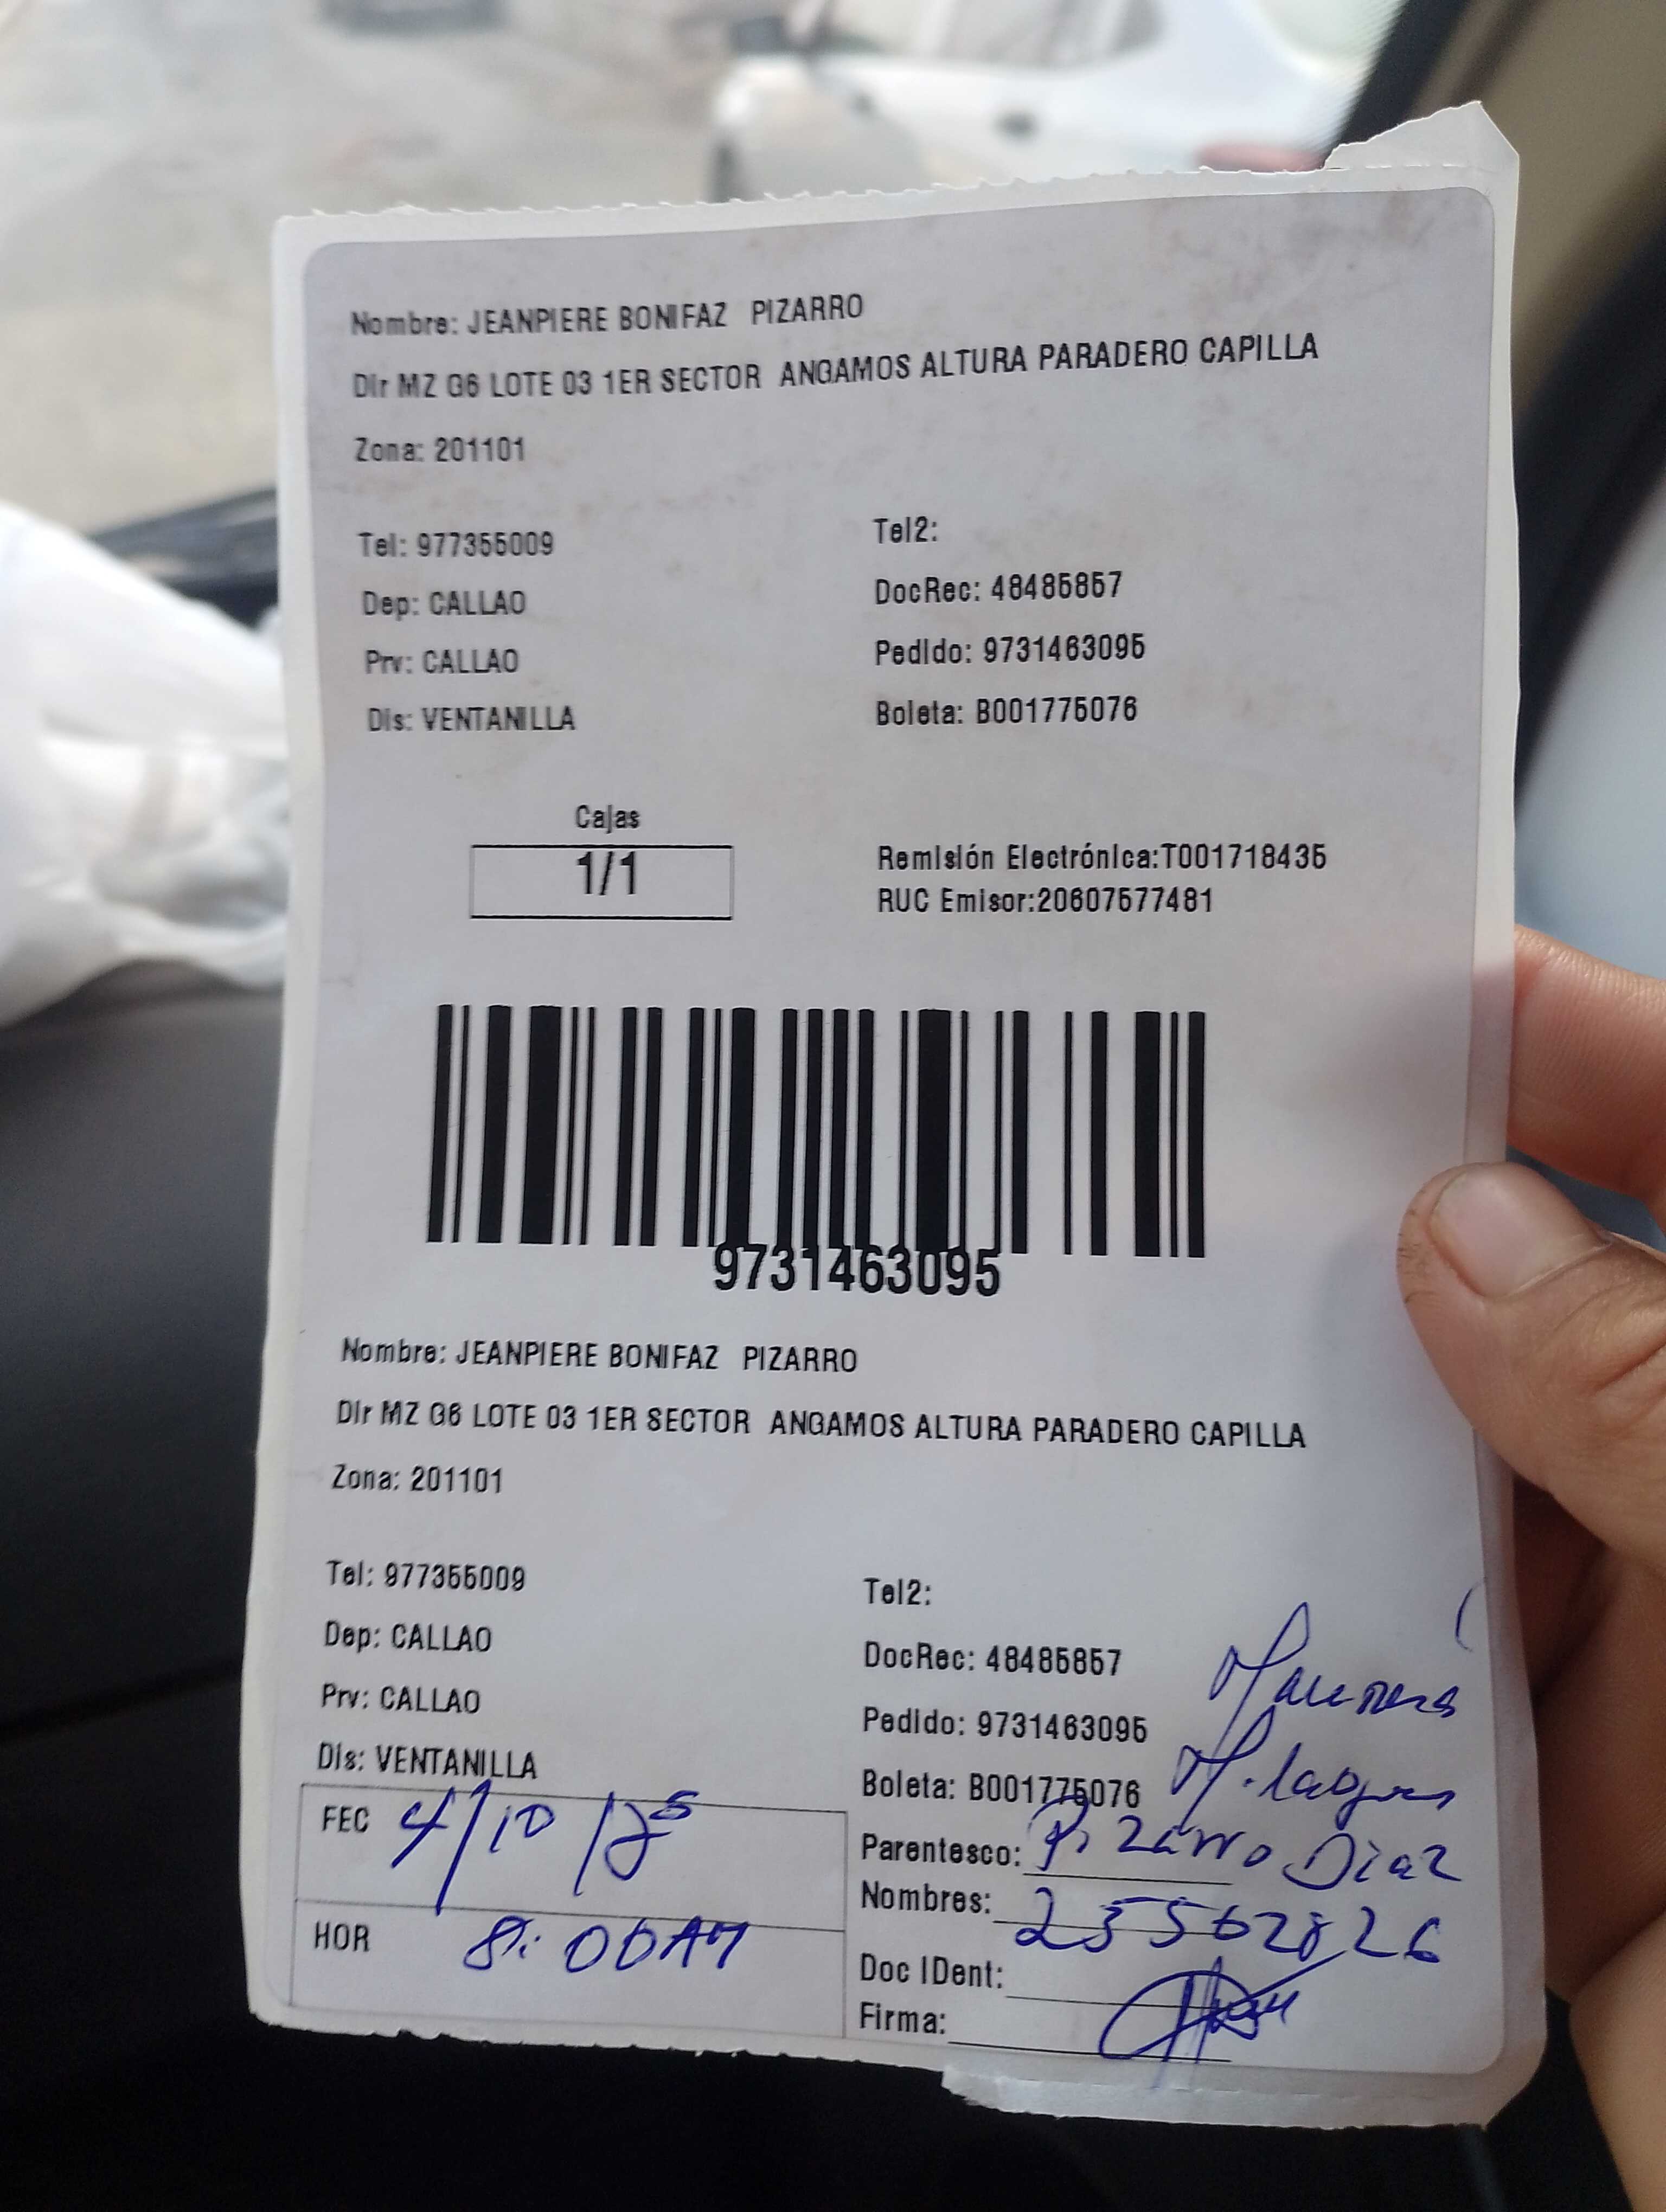 Nombre: JEANPIERE BONIFAZ PIZARRO
Dir MZ G6 LOTE 03 1ER SECTOR ANGAMOS ALTURA PARADERO CAPILLA
Zona: 201101
Tel: 977355009
Tel2:
Dep: CALLAO
DocRec: 48485857
Prv: CALLAO
Pedido: 9731463095
Dis: VENTANILLA
Boleta: B001775076
Cajas
1/1
Remisión Electrónica:T001718435
RUC Emisor:20607577481
9731463095
Nombre: JEANPIERE BONIFAZ PIZARRO
Dir MZ G6 LOTE 03 1ER SECTOR ANGAMOS ALTURA PARADERO CAPILLA
Zona: 201101
Tel: 977355009
Tel2:
Dep: CALLAO
DocRec: 48485857
Prv: CALLAO
Pedido: 9731463095
Dis: VENTANILLA
Boleta: B001775076
Milagros
FEC 4/10/25
Parentesco: Pizarro Diaz
Nombres: 25562826
HOR 8:00AM
Doc IDent:
Firma: